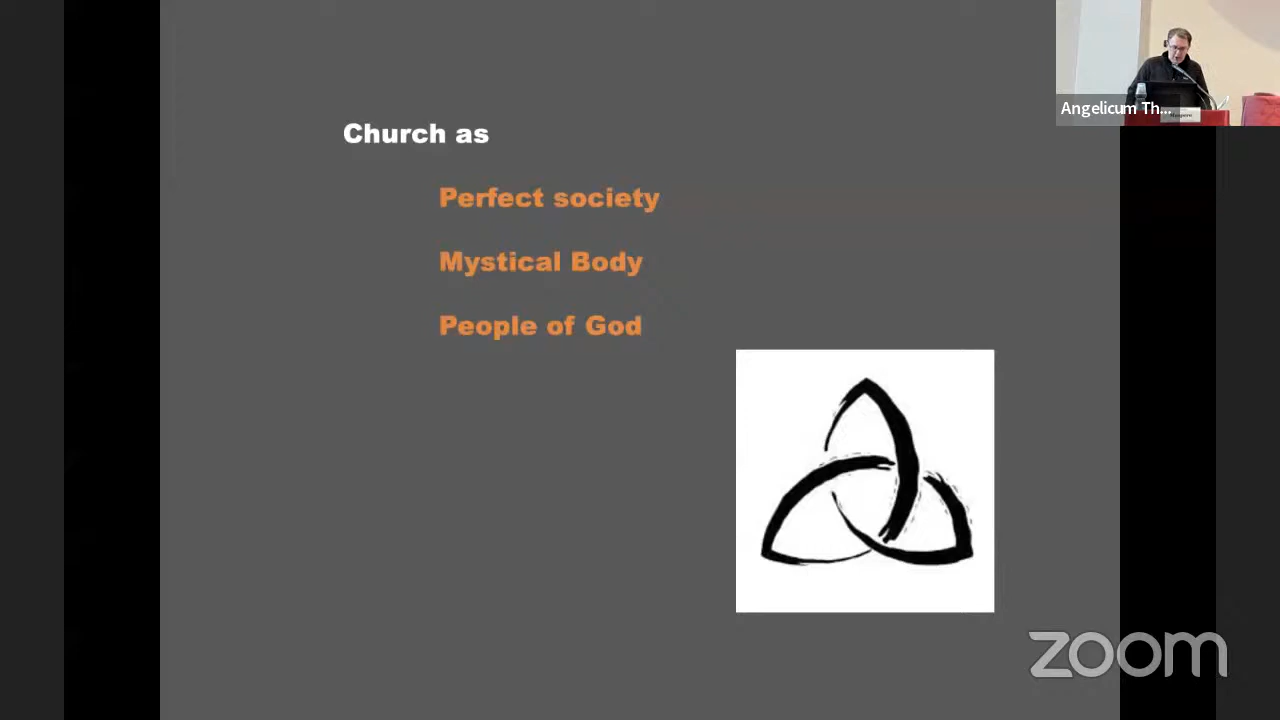 Church as
Perfect society
Mystical Body
People of God
Angelicum Th...
zoom